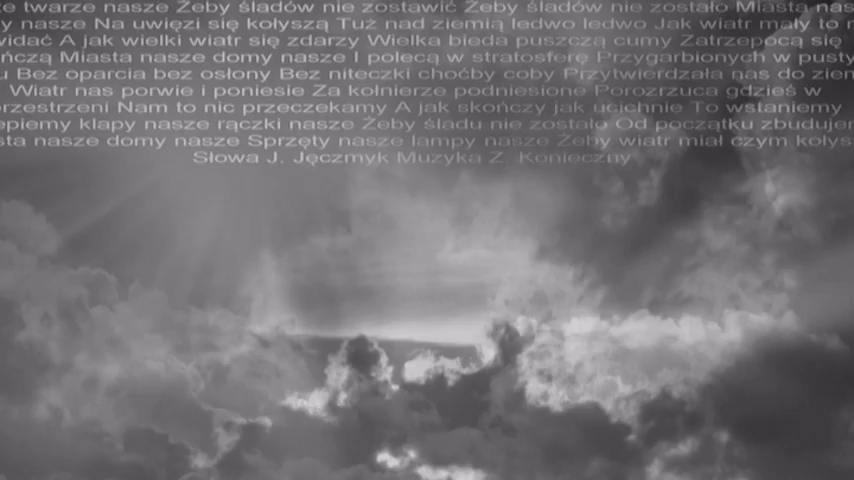 e twarze nasze Żeby śladów nie zostawić Żeby śladów nie zostało Miasta nas
y nasze Na uwięzi się kołyszą Tuż nad ziemią ledwo ledwo Jak wiatr mały to n
widać A jak wielki wiatr się zdarzy Wielka bieda puszczą cumy Zatrzepocą się
ńczą Miasta nasze domy nasze I polecą w stratosferę Przygarbionych w pusty
u Bez oparcia bez osłony Bez niteczki choćby coby Przytwierdzała nas do ziem
Wiatr nas porwie i poniesie Za kołnierze podniesione Porozrzuca gdzieś w
rzestrzeni Nam to nic przeczekamy A jak skończy jak ucichnie To wstaniemy
epiemy klapy nasze rączki nasze Żeby śladu nie zostało Od początku zbudujem
sta nasze domy nasze Sprzęty nasze lampy nasze Żeby wiatr miał czym kołys
Słowa J. Jęczmyk Muzyka Z. Konieczny